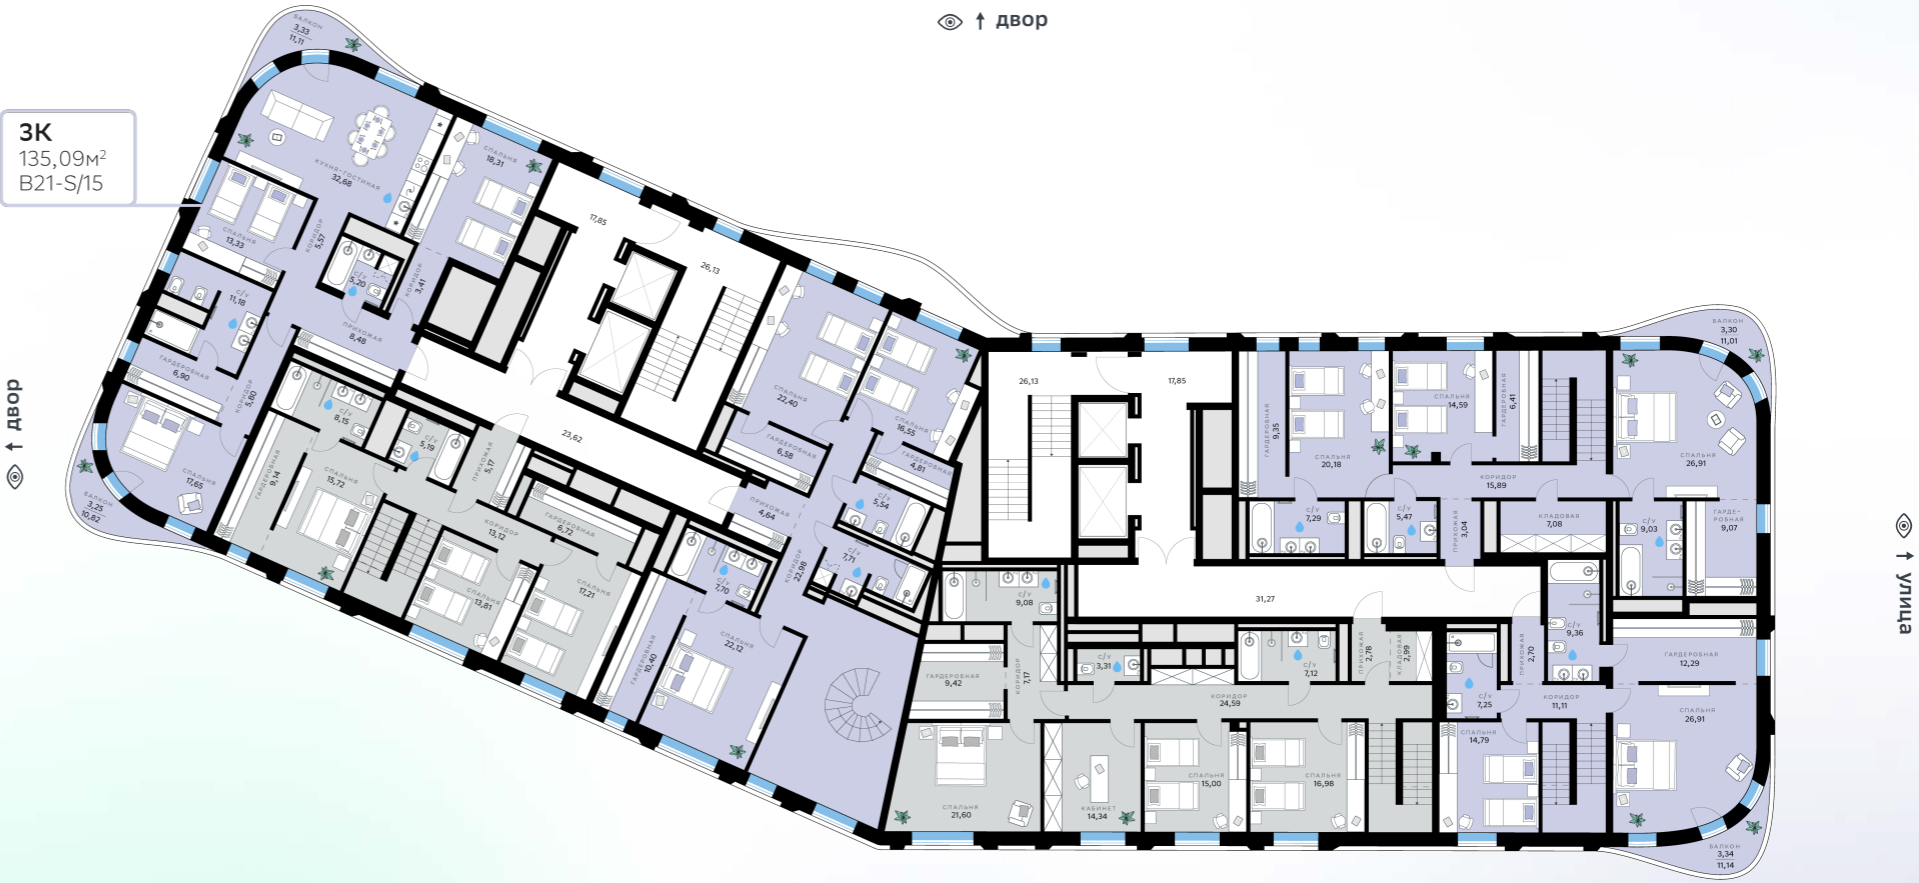 двор
3К
135,09м²
B21-S/15
двор
улица
БАЛКОН
3,33
11,11
КУХНЯ-ГОСТИНАЯ
32,68
СПАЛЬНЯ
18,31
СПАЛЬНЯ
13,33
КОРИДОР
5,57
С/У
5,20
КОРИДОР
3,41
С/У
11,18
ПРИХОЖАЯ
8,48
ГАРДЕРОБНАЯ
6,90
КОРИДОР
5,80
СПАЛЬНЯ
17,65
БАЛКОН
3,25
10,82
17,85
26,13
23,62
С/У
8,15
С/У
5,19
ПРИХОЖАЯ
5,17
ГАРДЕРОБНАЯ
9,14
СПАЛЬНЯ
15,72
КОРИДОР
13,12
ГАРДЕРОБНАЯ
6,72
СПАЛЬНЯ
13,81
СПАЛЬНЯ
17,21
СПАЛЬНЯ
22,40
СПАЛЬНЯ
16,55
ГАРДЕРОБНАЯ
6,58
ГАРДЕРОБНАЯ
4,81
ПРИХОЖАЯ
4,64
С/У
5,54
С/У
7,71
КОРИДОР
22,98
С/У
7,70
ГАРДЕРОБНАЯ
10,40
СПАЛЬНЯ
22,12
26,13
17,85
31,27
ГАРДЕРОБНАЯ
9,35
СПАЛЬНЯ
20,18
СПАЛЬНЯ
14,59
ГАРДЕРОБНАЯ
6,41
КОРИДОР
15,89
СПАЛЬНЯ
26,91
БАЛКОН
3,30
11,01
С/У
7,29
С/У
5,47
ПРИХОЖАЯ
3,04
КЛАДОВАЯ
7,08
С/У
9,03
ГАРДЕ-
РОБНАЯ
9,07
С/У
9,08
ГАРДЕРОБНАЯ
9,42
КОРИДОР
7,17
С/У
3,31
С/У
7,12
ПРИХОЖАЯ
2,78
КЛАДОВАЯ
2,99
КОРИДОР
24,59
СПАЛЬНЯ
21,60
КАБИНЕТ
14,34
СПАЛЬНЯ
15,00
СПАЛЬНЯ
16,98
С/У
7,25
ПРИХОЖАЯ
2,70
С/У
9,36
ГАРДЕРОБНАЯ
12,29
КОРИДОР
11,11
СПАЛЬНЯ
14,79
СПАЛЬНЯ
26,91
БАЛКОН
3,34
11,14